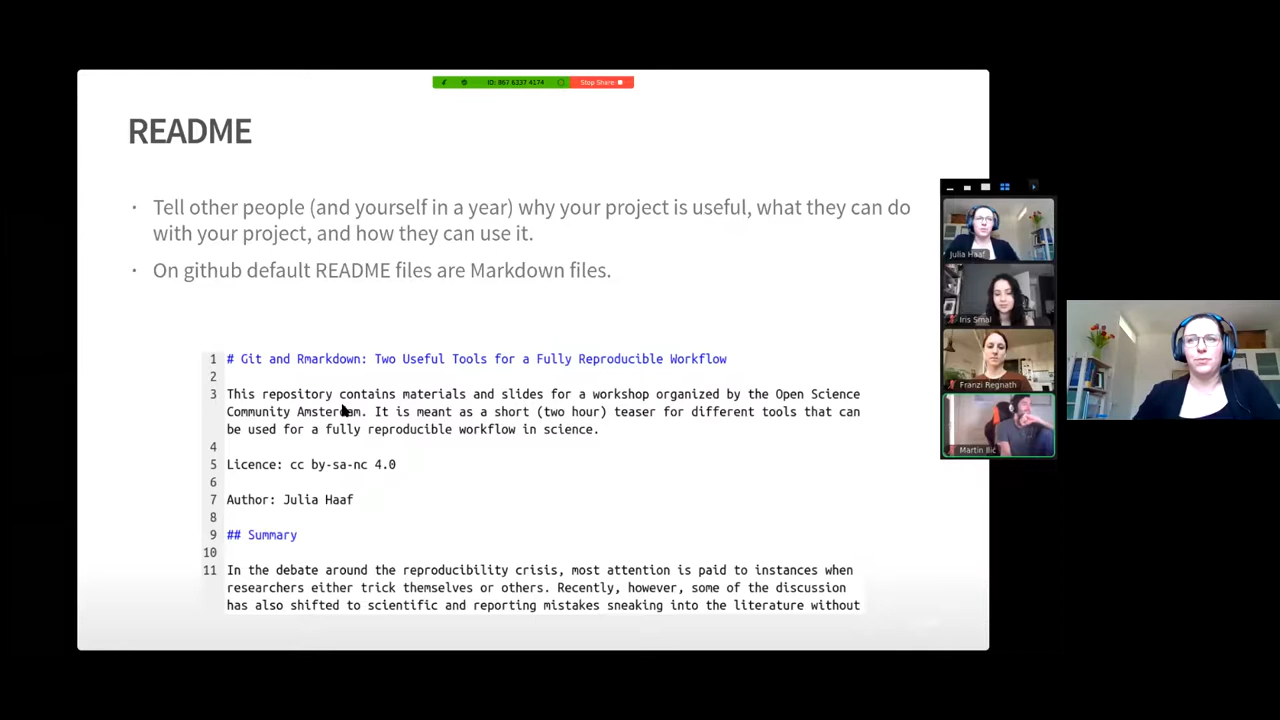 ID: 867 6337 4174
Stop Share
README
· Tell other people (and yourself in a year) why your project is useful, what they can do
with your project, and how they can use it.
· On github default README files are Markdown files.
1 # Git and Rmarkdown: Two Useful Tools for a Fully Reproducible Workflow
2
3 This repository contains materials and slides for a workshop organized by the Open Science
Community Amsterdam. It is meant as a short (two hour) teaser for different tools that can
be used for a fully reproducible workflow in science.
4
5 Licence: cc by-sa-nc 4.0
6
7 Author: Julia Haaf
8
9 ## Summary
10
11 In the debate around the reproducibility crisis, most attention is paid to instances when
researchers either trick themselves or others. Recently, however, some of the discussion
has also shifted to scientific and reporting mistakes sneaking into the literature without
Julia Haaf
Iris Smal
Franzi Regnath
Martin Ilić